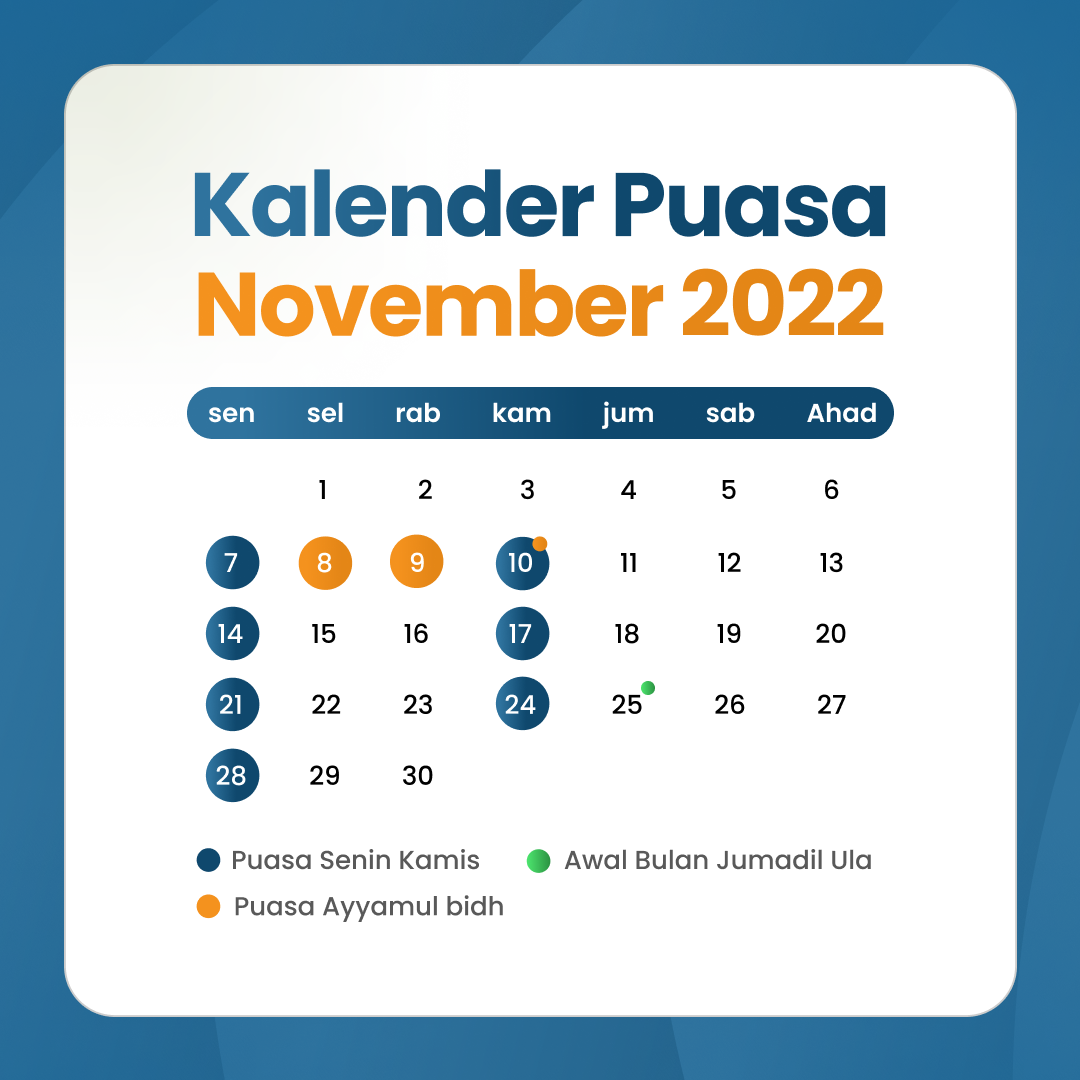 Kalender Puasa
November 2022
sen sel rab kam jum sab Ahad
1 2 3 4 5 6
7 8 9 10 11 12 13
14 15 16 17 18 19 20
21 22 23 24 25 26 27
28 29 30
Puasa Senin Kamis Awal Bulan Jumadil Ula
Puasa Ayyamul bidh